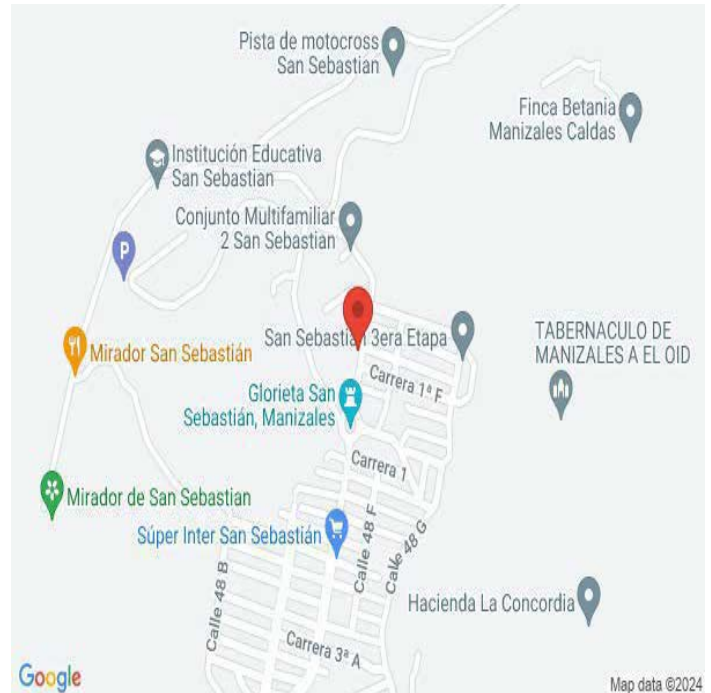 Pista de motocross
San Sebastian
Finca Betania
Manizales Caldas
Institución Educativa
San Sebastian
Conjunto Multifamiliar
2 San Sebastian
P
San Sebastian 3era Etapa
TABERNACULO DE
MANIZALES A EL OID
Mirador San Sebastián
Carrera 1ª F
Glorieta San
Sebastián, Manizales
Carrera 1
Mirador de San Sebastian
Súper Inter San Sebastián
Calle 48 F
Calle 48 G
Calle 48 B
Hacienda La Concordia
Carrera 3ª A
Google
Map data ©2024